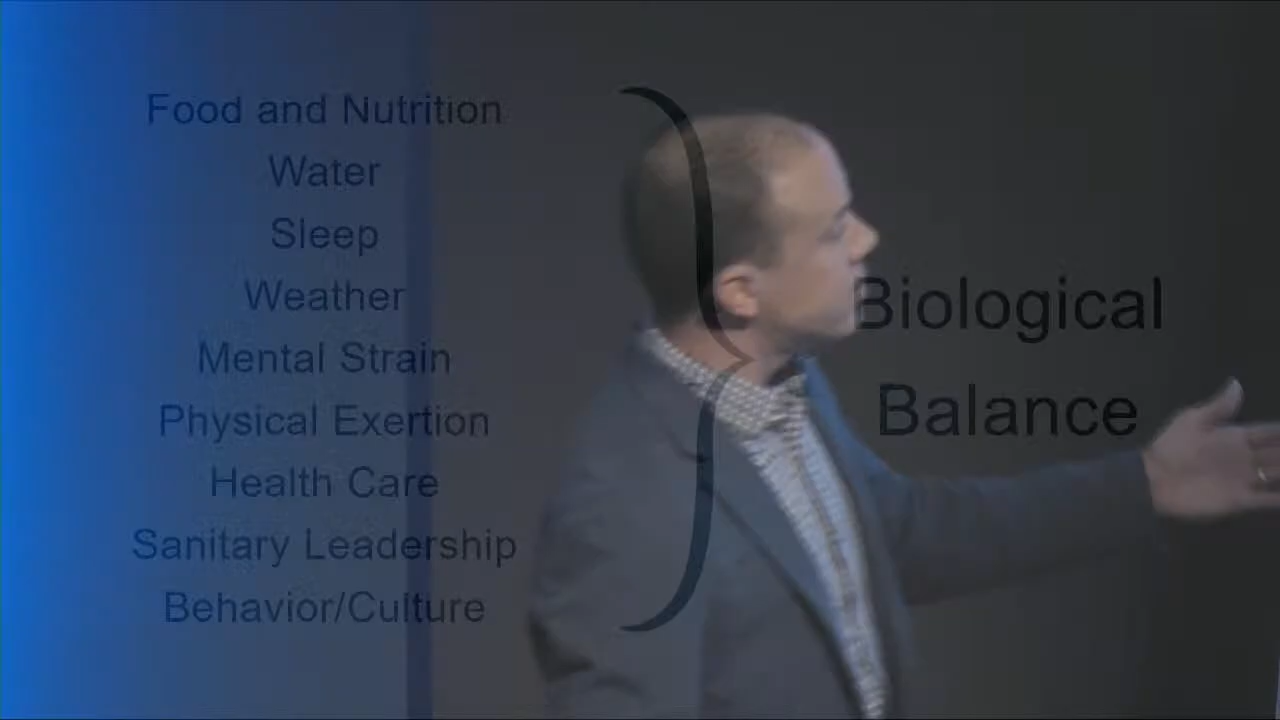 Food and Nutrition
Water
Sleep
Weather
Mental Strain
Physical Exertion
Health Care
Sanitary Leadership
Behavior/Culture
Biological
Balance